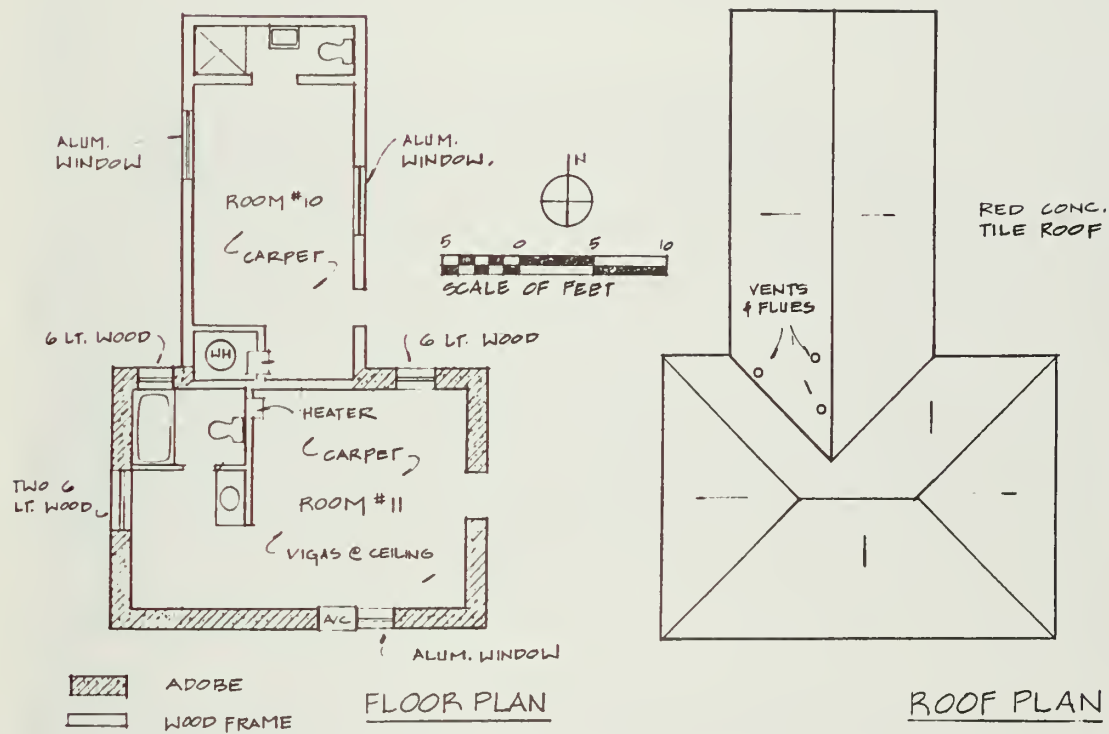 ALUM.
WINDOW
ALUM.
WINDOW.
ROOM #10
CARPET
N
5 0 5 10
SCALE OF FEET
RED CONC.
TILE ROOF
VENTS
& FLUES
6 LT. WOOD
WH
6 LT. WOOD
HEATER
CARPET
TWO 6
LT. WOOD
ROOM #11
VIGAS @ CEILING
A/C
ALUM. WINDOW
ADOBE
WOOD FRAME
FLOOR PLAN
ROOF PLAN